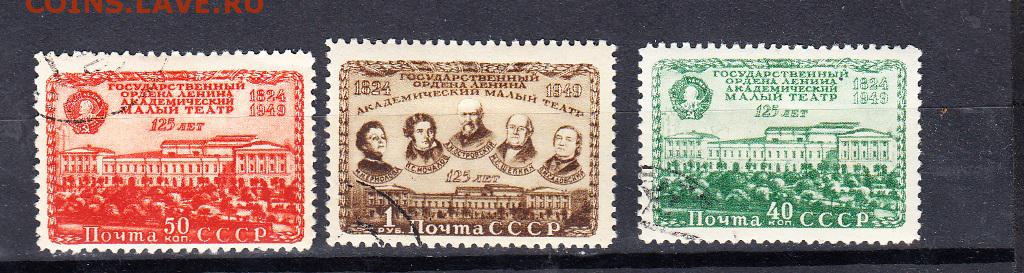 COINS.LAVE.RU
ГОСУДАРСТВЕННЫЙ
ОРДЕНА ЛЕНИНА
АКАДЕМИЧЕСКИЙ
МАЛЫЙ ТЕАТР
1824
1949
125 ЛЕТ
Почта 50 КОП. СССР
ГОСУДАРСТВЕННЫЙ
1824 ОРДЕНА ЛЕНИНА 1949
АКАДЕМИЧЕСКИЙ МАЛЫЙ ТЕАТР
125 ЛЕТ
1 РУБ. Почта СССР
ГОСУДАРСТВЕННЫЙ
ОРДЕНА ЛЕНИНА
АКАДЕМИЧЕСКИЙ
МАЛЫЙ ТЕАТР
1824
1949
125 ЛЕТ
Почта 40 КОП. СССР